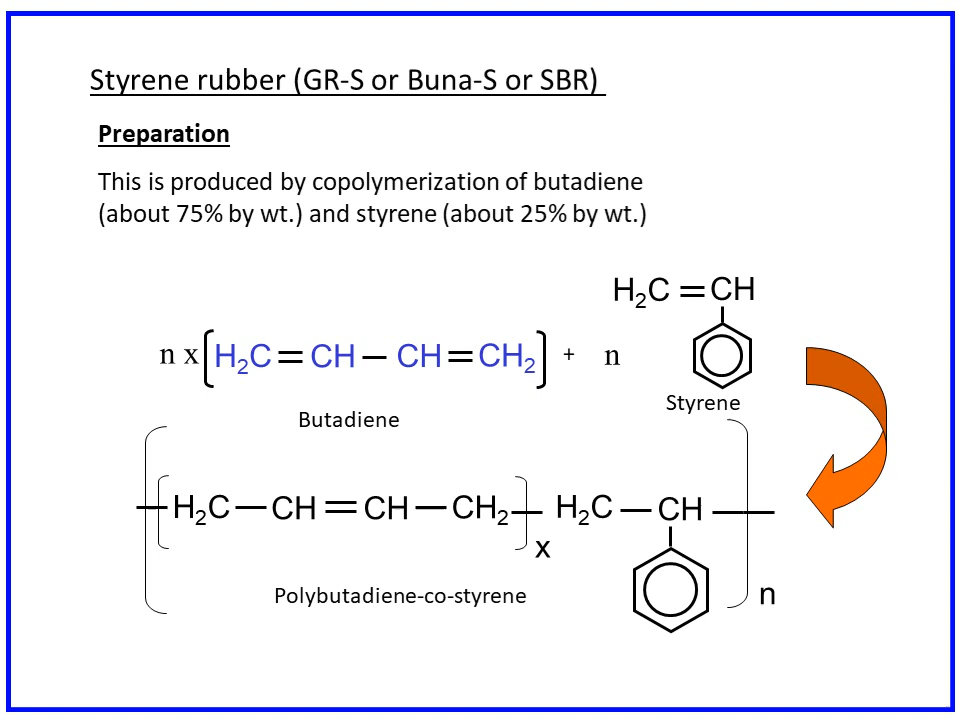 Styrene rubber (GR-S or Buna-S or SBR)
Preparation
This is produced by copolymerization of butadiene
(about 75% by wt.) and styrene (about 25% by wt.)
H₂C=CH
n x [H₂C=CH—CH=CH₂] + n
Styrene
Butadiene
H₂C—CH=CH—CH₂ H₂C—CH
x
Polybutadiene-co-styrene
n